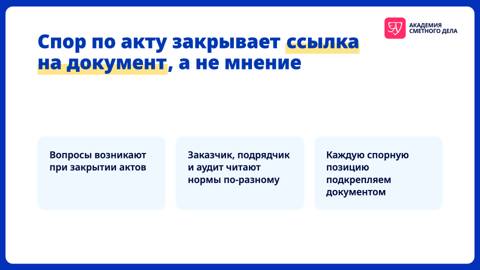 АКАДЕМИЯ
СМЕТНОГО ДЕЛА
Спор по акту закрывает ссылка
на документ, а не мнение
Вопросы возникают
при закрытии актов
Заказчик, подрядчик
и аудит читают
нормы по-разному
Каждую спорную
позицию
подкрепляем
документом